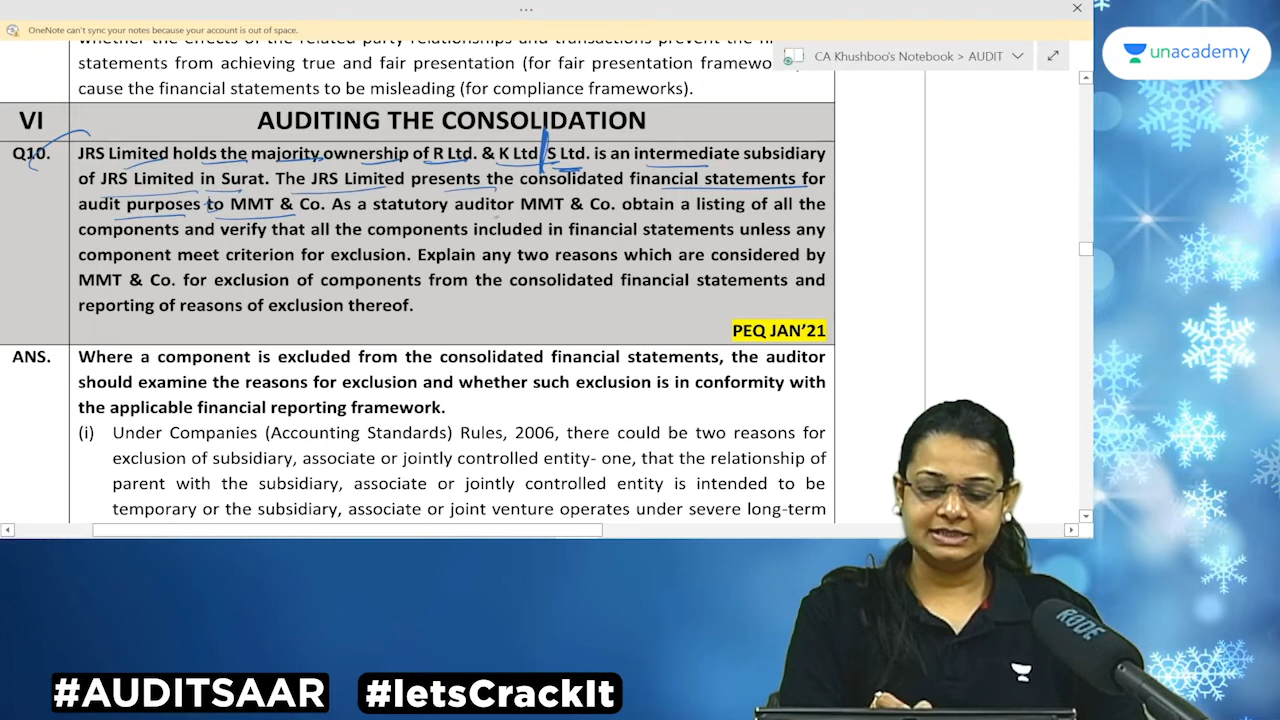 OneNote can't sync your notes because your account is out of space.
whether the effects of the related party relationships and transactions prevent the
statements from achieving true and fair presentation (for fair presentation
cause the financial statements to be misleading (for compliance frameworks).
CA Khushboo's Notebook > AUDIT
unacademy
VI AUDITING THE CONSOLIDATION
Q10. JRS Limited holds the majority ownership of R Ltd. & K Ltd S Ltd. is an intermediate subsidiary
of JRS Limited in Surat. The JRS Limited presents the consolidated financial statements for
audit purposes to MMT & Co. As a statutory auditor MMT & Co. obtain a listing of all the
components and verify that all the components included in financial statements unless any
component meet criterion for exclusion. Explain any two reasons which are considered by
MMT & Co. for exclusion of components from the consolidated financial statements and
reporting of reasons of exclusion thereof.
PEQ JAN'21
ANS. Where a component is excluded from the consolidated financial statements, the auditor
should examine the reasons for exclusion and whether such exclusion is in conformity with
the applicable financial reporting framework.
(i) Under Companies (Accounting Standards) Rules, 2006, there could be two reasons for
exclusion of subsidiary, associate or jointly controlled entity- one, that the relationship of
parent with the subsidiary, associate or jointly controlled entity is intended to be
temporary or the subsidiary, associate or joint venture operates under severe long-term
RØDE
#AUDITSAAR #letsCrackIt